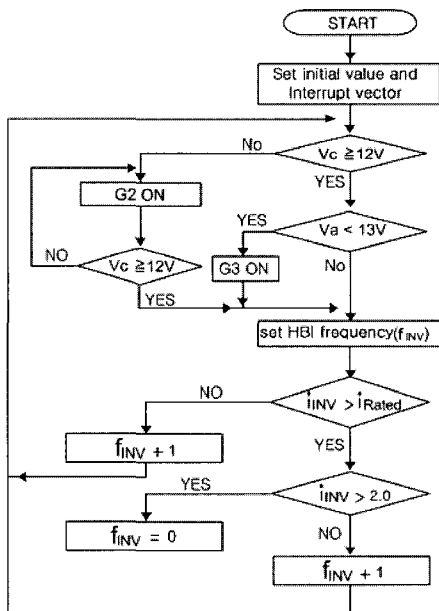 START
Set initial value and
Interrupt vector
No
Vc ≧12V
YES
G2 ON
YES
Va < 13V
NO
Vc ≧12V
G3 ON
No
YES
set HBI frequency(fINV)
NO
iINV > iRated
fINV + 1
YES
YES
iINV > 2.0
fINV = 0
NO
fINV + 1